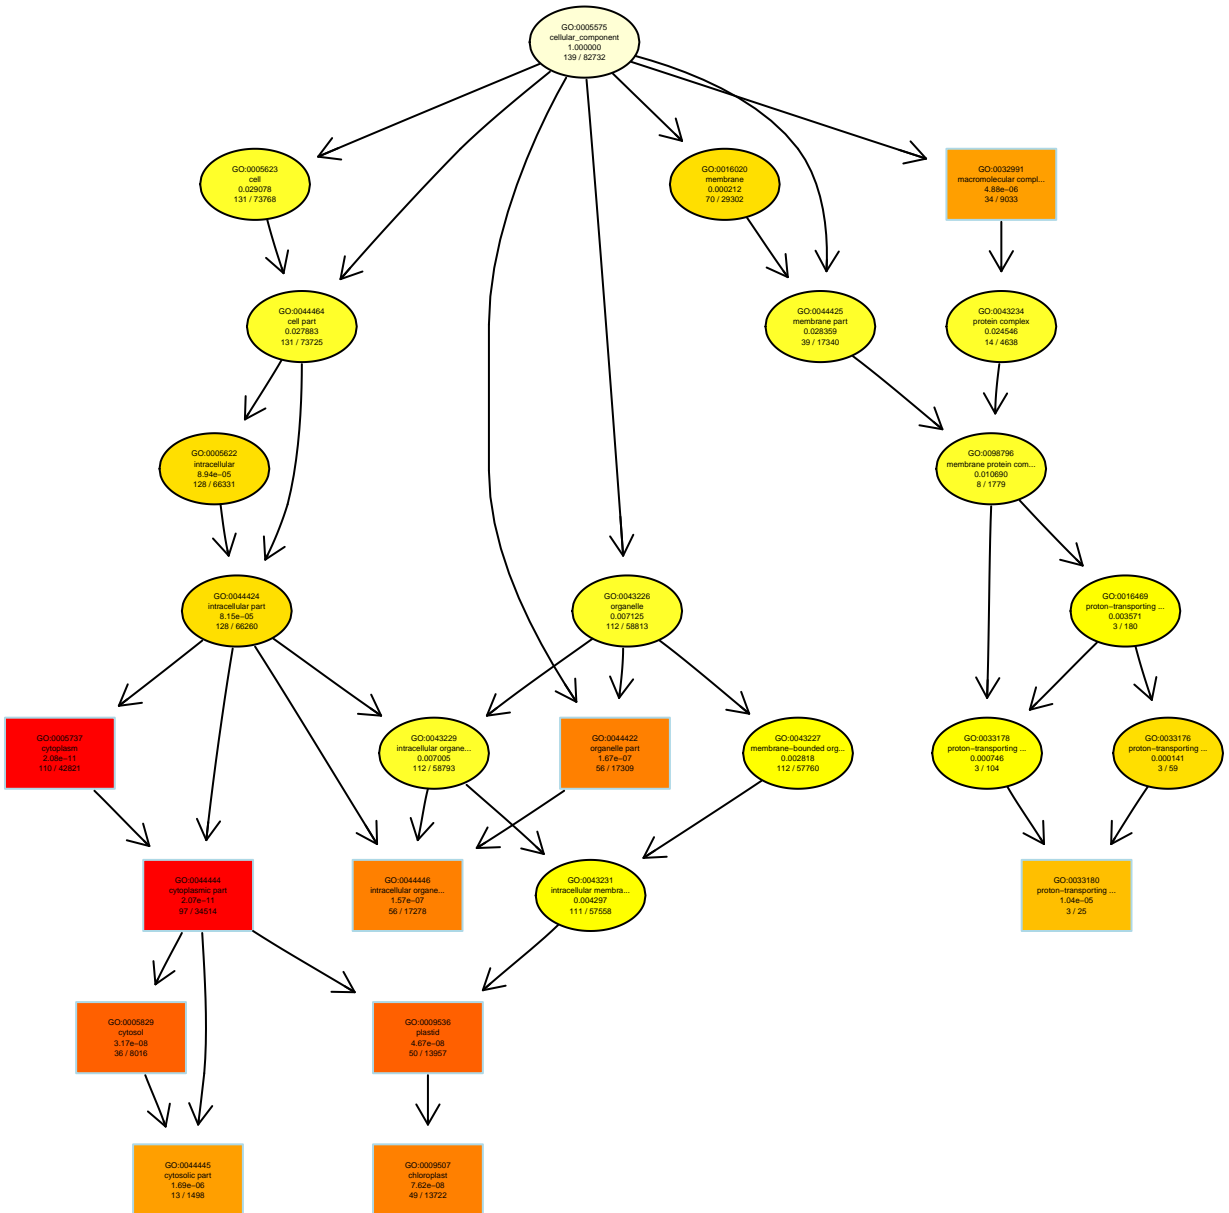 GO:0005575
cellular_component
1.000000
139 / 82732
GO:0005623
cell
0.029078
131 / 73768
GO:0016020
membrane
0.000212
70 / 29302
GO:0032991
macromolecular compl...
4.88e−06
34 / 9033
GO:0044464
cell part
0.027883
131 / 73725
GO:0044425
membrane part
0.028359
39 / 17340
GO:0043234
protein complex
0.024546
14 / 4638
GO:0005622
intracellular
8.94e−05
128 / 66331
GO:0098796
membrane protein com...
0.010690
8 / 1779
GO:0044424
intracellular part
8.15e−05
128 / 66260
GO:0043226
organelle
0.007125
112 / 58813
GO:0016469
proton−transporting ...
0.003571
3 / 180
GO:0005737
cytoplasm
2.06e−11
110 / 42821
GO:0043229
intracellular organe...
0.007005
112 / 58793
GO:0044422
organelle part
1.67e−07
56 / 17309
GO:0043227
membrane−bounded org...
0.002818
112 / 57760
GO:0033178
proton−transporting ...
0.000746
3 / 104
GO:0033176
proton−transporting ...
0.000141
3 / 59
GO:0044444
cytoplasmic part
2.07e−11
97 / 34514
GO:0044446
intracellular organe...
1.57e−07
56 / 17278
GO:0043231
intracellular membra...
0.004297
111 / 57558
GO:0033180
proton−transporting ...
1.04e−05
3 / 25
GO:0005829
cytosol
3.17e−08
36 / 8016
GO:0009536
plastid
4.67e−08
50 / 13957
GO:0044445
cytosolic part
1.69e−06
13 / 1498
GO:0009507
chloroplast
7.62e−08
49 / 13722